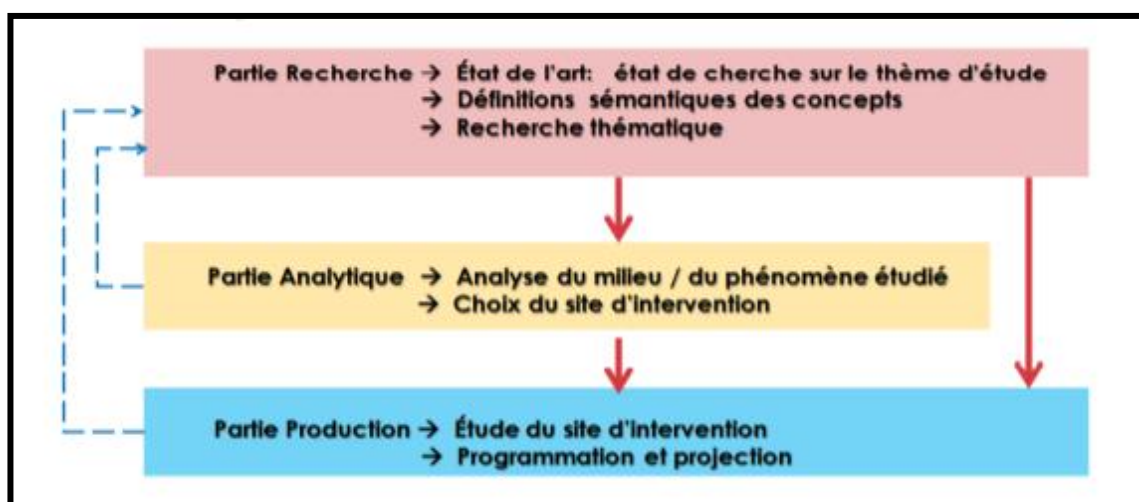 Partie Recherche → État de l'art: état de cherche sur le thème d'étude
→ Définitions sémantiques des concepts
→ Recherche thématique
Partie Analytique → Analyse du milieu / du phénomène étudié
→ Choix du site d'intervention
Partie Production → Étude du site d'intervention
→ Programmation et projection